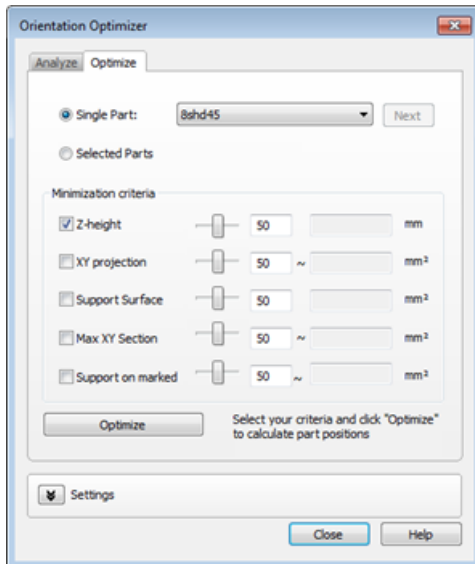 Orientation Optimizer
Analyze Optimize
Single Part: 8shd45 Next
Selected Parts
Minimization criteria
Z-height 50 mm
XY projection 50 ~ mm²
Support Surface 50 mm²
Max XY Section 50 ~ mm²
Support on marked 50 ~ mm²
Optimize Select your criteria and click "Optimize"
to calculate part positions
Settings
Close Help